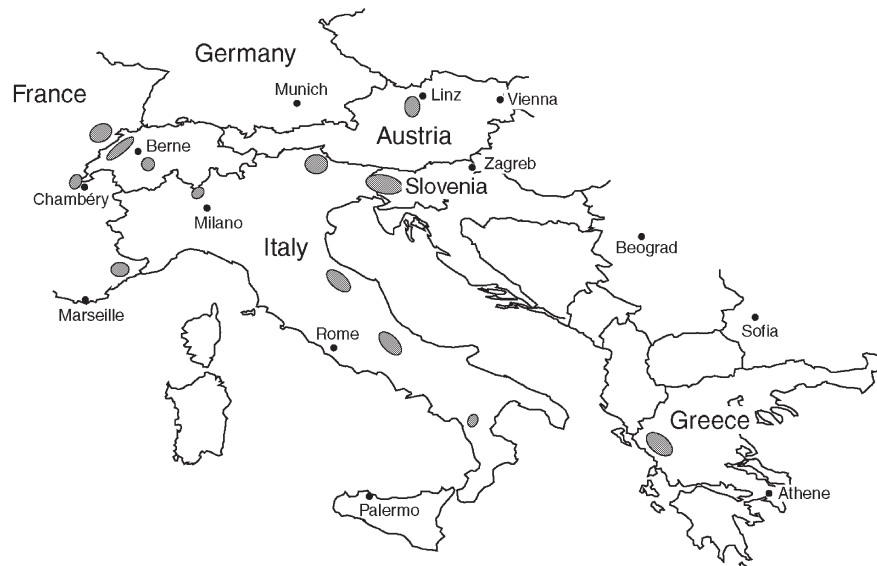 Germany
France
Munich
Linz
Vienna
Austria
Berne
Zagreb
Chambéry
Slovenia
Milano
Italy
Beograd
Marseille
Rome
Sofia
Greece
Athene
Palermo